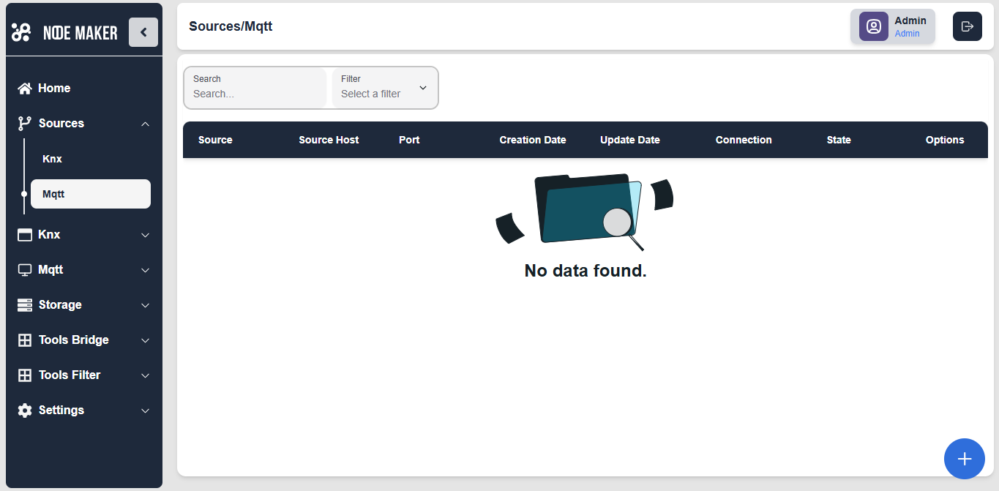 NODE MAKER
Home
Sources
Knx
Mqtt
Knx
Mqtt
Storage
Tools Bridge
Tools Filter
Settings
Sources/Mqtt
Admin
Admin
Search
Search...
Filter
Select a filter
Source Source Host Port Creation Date Update Date Connection State Options
No data found.